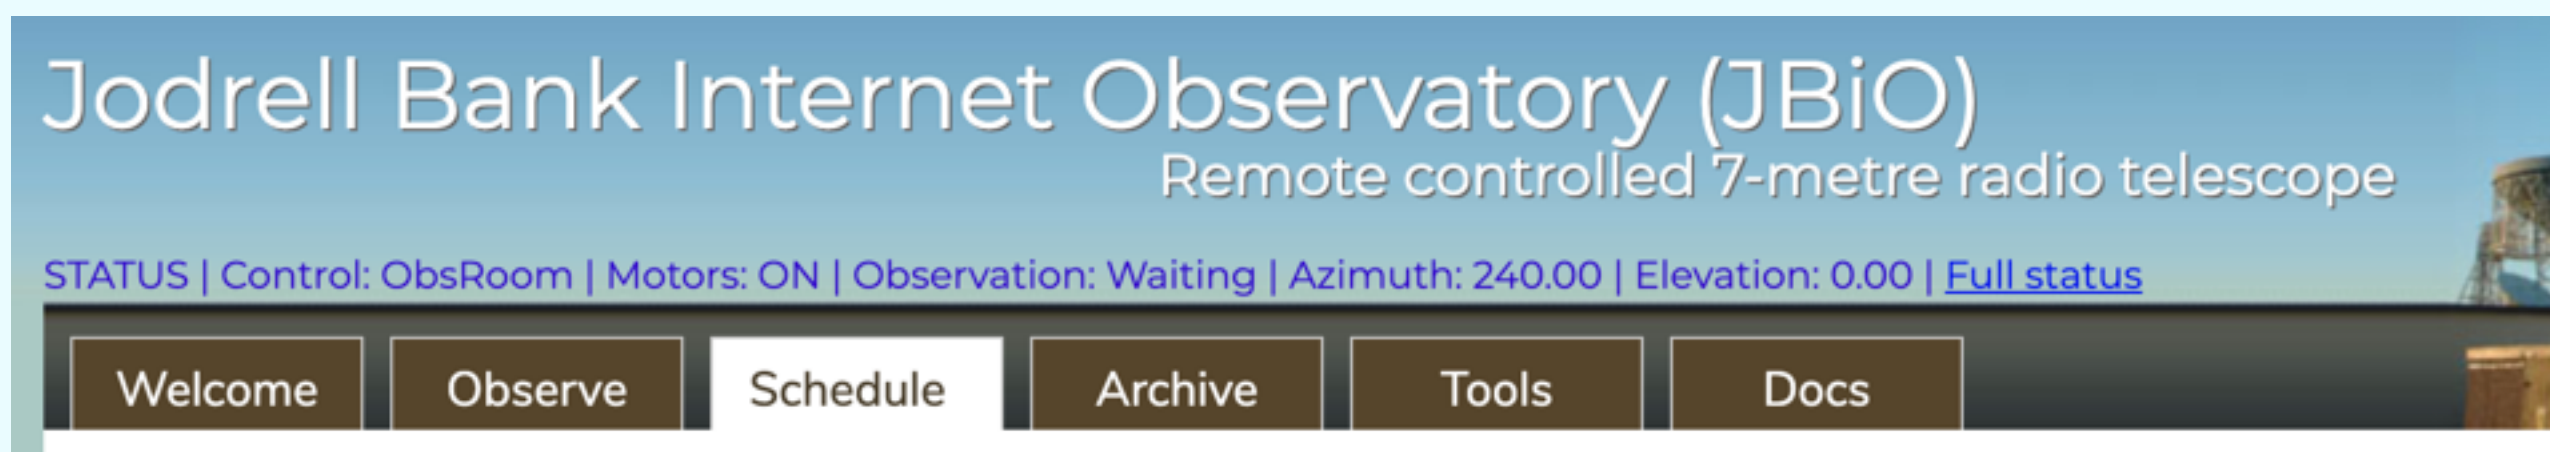 Jodrell Bank Internet Observatory (JBiO)
Remote controlled 7-metre radio telescope
STATUS | Control: ObsRoom | Motors: ON | Observation: Waiting | Azimuth: 240.00 | Elevation: 0.00 | Full status
Welcome Observe Schedule Archive Tools Docs